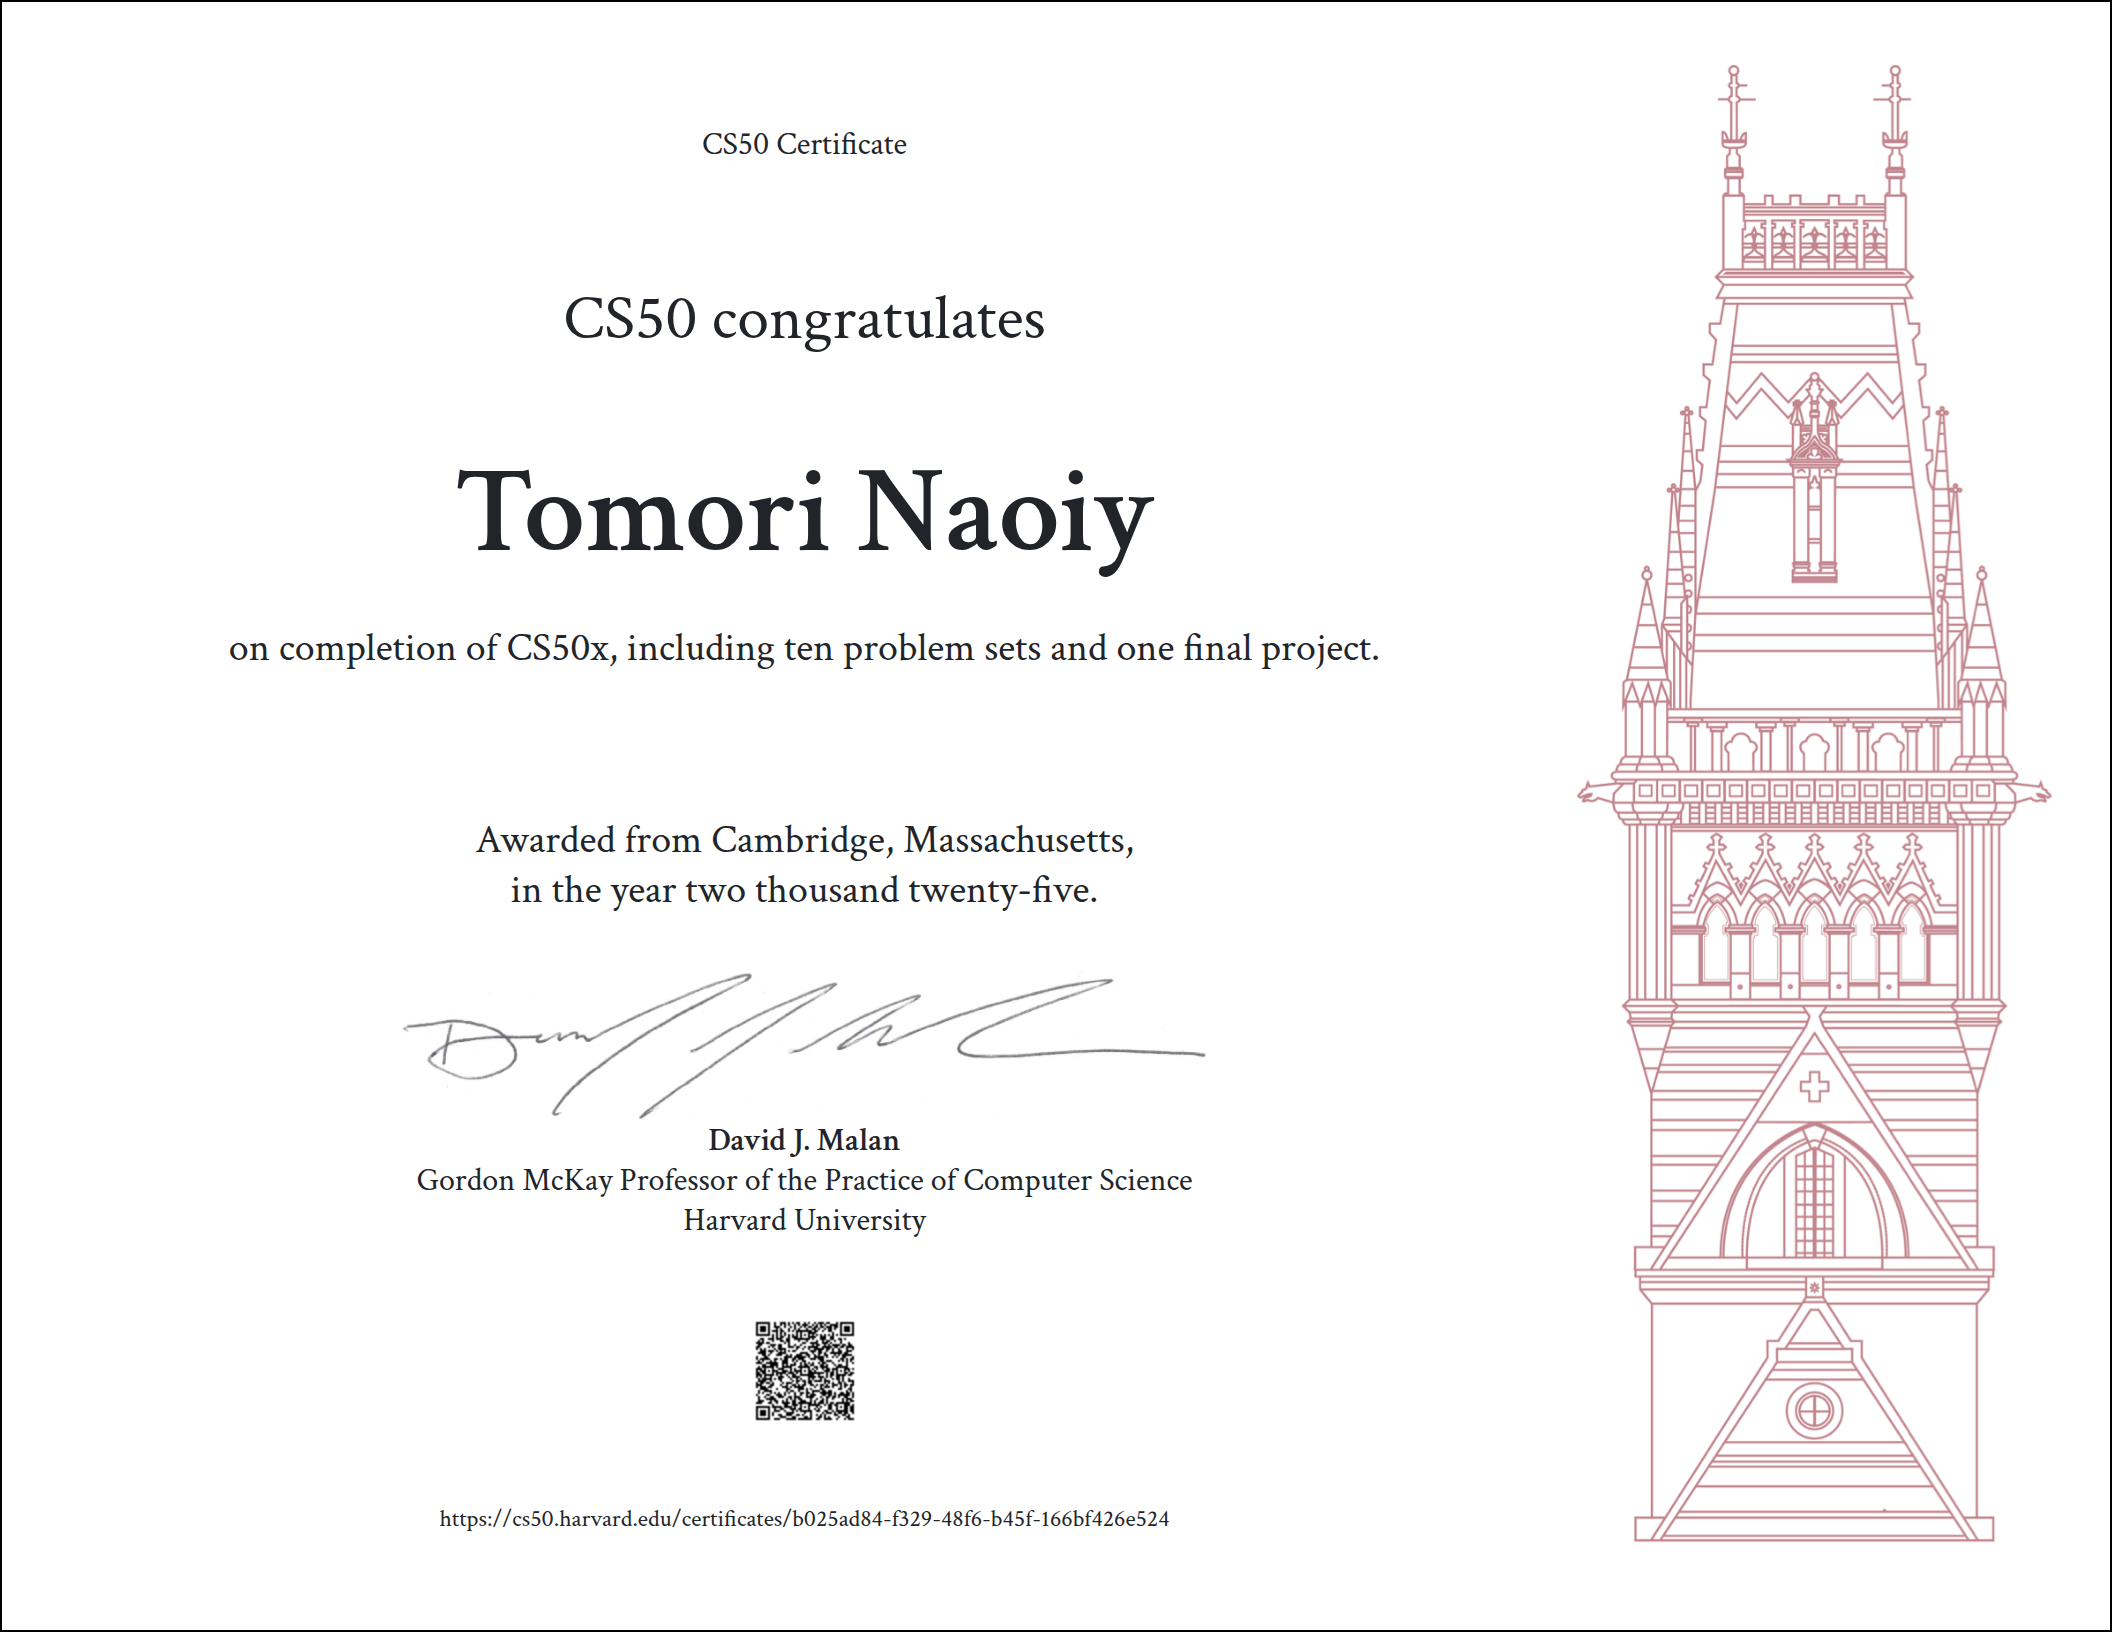 CS50 Certificate
CS50 congratulates
Tomori Naoiy
on completion of CS50x, including ten problem sets and one final project.
Awarded from Cambridge, Massachusetts,
in the year two thousand twenty-five.
David J. Malan
Gordon McKay Professor of the Practice of Computer Science
Harvard University
https://cs50.harvard.edu/certificates/b025ad84-f329-48f6-b45f-166bf426e524